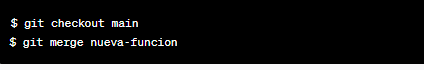 $ git checkout main
$ git merge nueva-funcion